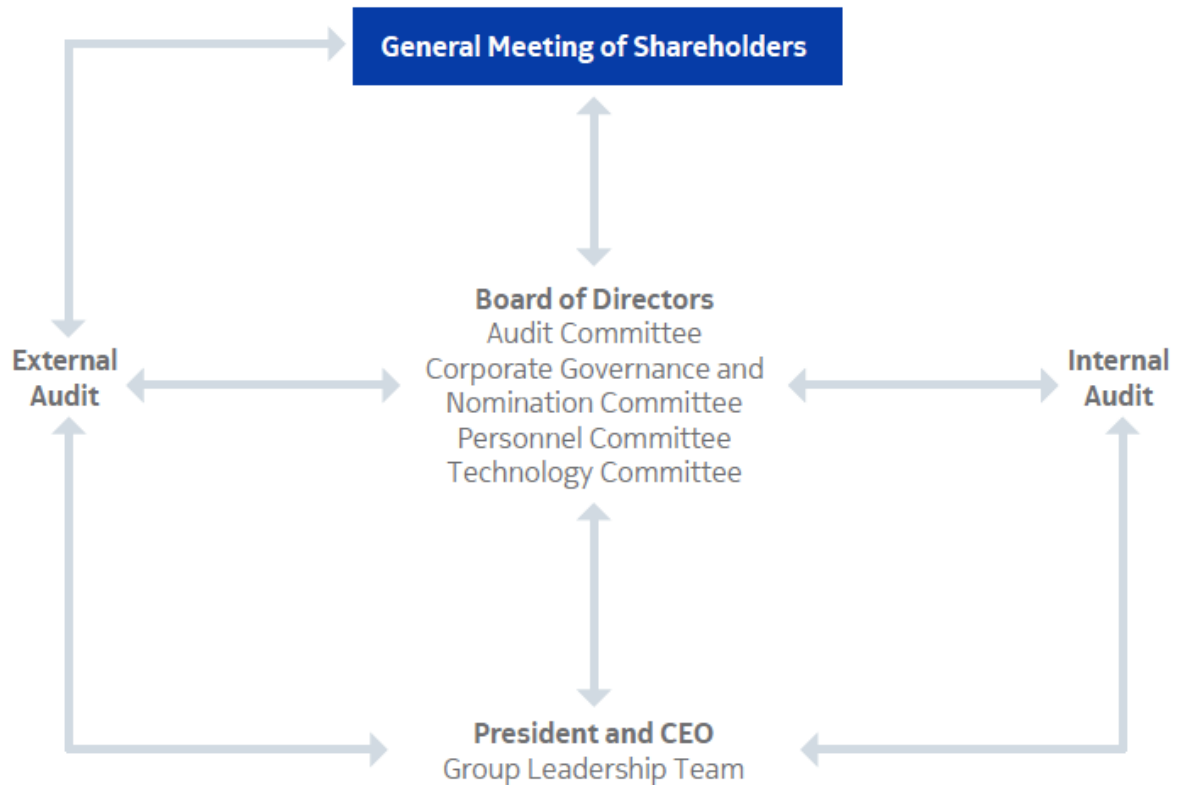 General Meeting of Shareholders
Board of Directors
Audit Committee
Corporate Governance and
Nomination Committee
Personnel Committee
Technology Committee
External
Audit
Internal
Audit
President and CEO
Group Leadership Team